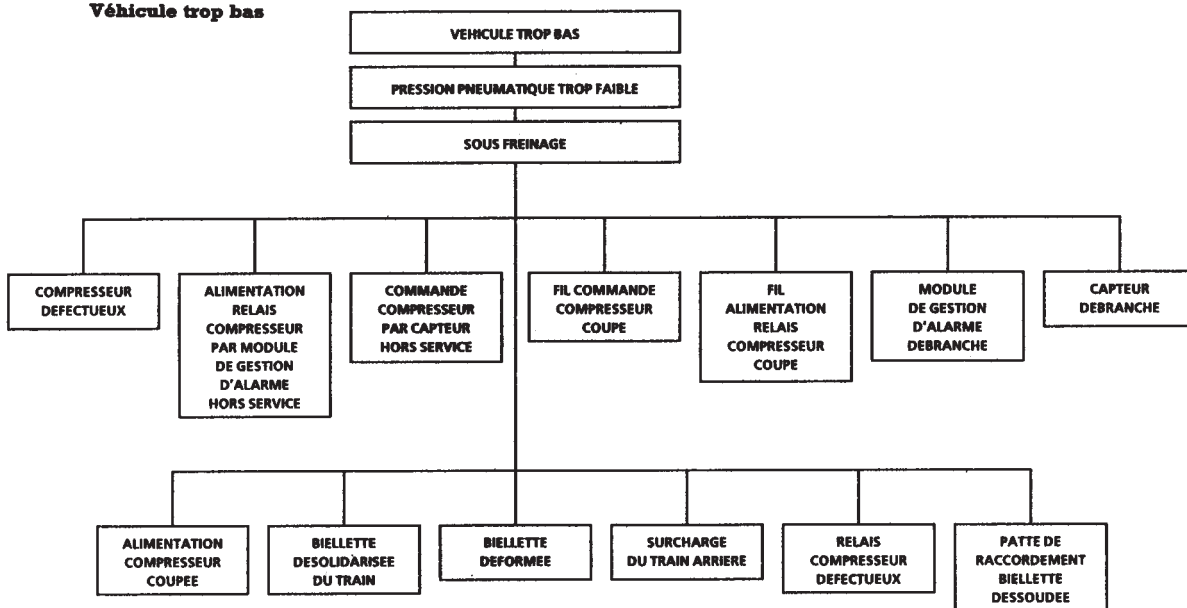 Véhicule trop bas
VEHICULE TROP BAS
PRESSION PNEUMATIQUE TROP FAIBLE
SOUS FREINAGE
COMPRESSEUR
DEFECTUEUX
ALIMENTATION
RELAIS
COMPRESSEUR
PAR MODULE
DE GESTION
D'ALARME
HORS SERVICE
COMMANDE
COMPRESSEUR
PAR CAPTEUR
HORS SERVICE
FIL COMMANDE
COMPRESSEUR
COUPE
FIL
ALIMENTATION
RELAIS
COMPRESSEUR
COUPE
MODULE
DE GESTION
D'ALARME
DEBRANCHE
CAPTEUR
DEBRANCHE
ALIMENTATION
COMPRESSEUR
COUPEE
BIELLETTE
DESOLIDARISEE
DU TRAIN
BIELLETTE
DEFORMEE
SURCHARGE
DU TRAIN ARRIERE
RELAIS
COMPRESSEUR
DEFECTUEUX
PATTE DE
RACCORDEMENT
BIELLETTE
DESSOUDEE